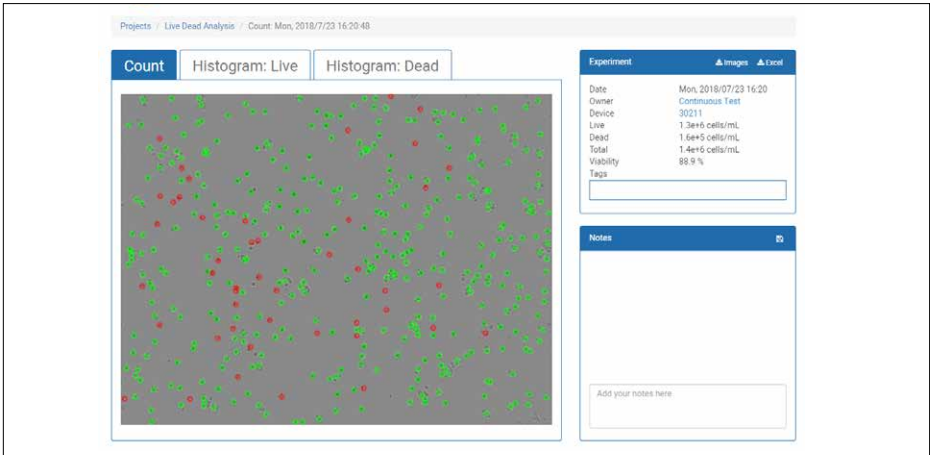 Projects / Live Dead Analysis / Count: Mon, 2018/7/23 16:20:48
Count
Histogram: Live
Histogram: Dead
Experiment
Images
Excel
Date Mon, 2018/07/23 16:20
Owner Continuous Test
Device 30211
Live 1.3e+6 cells/mL
Dead 1.6e+5 cells/mL
Total 1.4e+6 cells/mL
Viability 88.9 %
Tags
Notes
Add your notes here